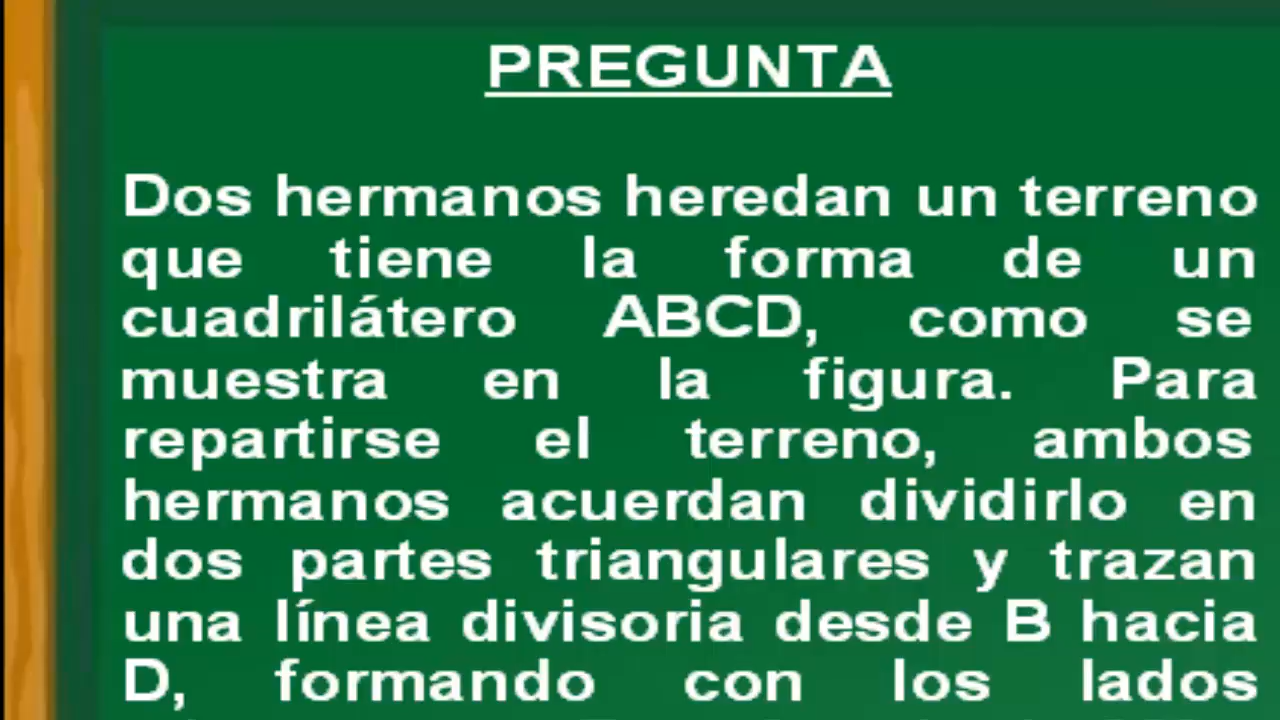 PREGUNTA
Dos hermanos heredan un terreno
que tiene la forma de un
cuadrilátero ABCD, como se
muestra en la figura. Para
repartirse el terreno, ambos
hermanos acuerdan dividirlo en
dos partes triangulares y trazan
una línea divisoria desde B hacia
D, formando con los lados